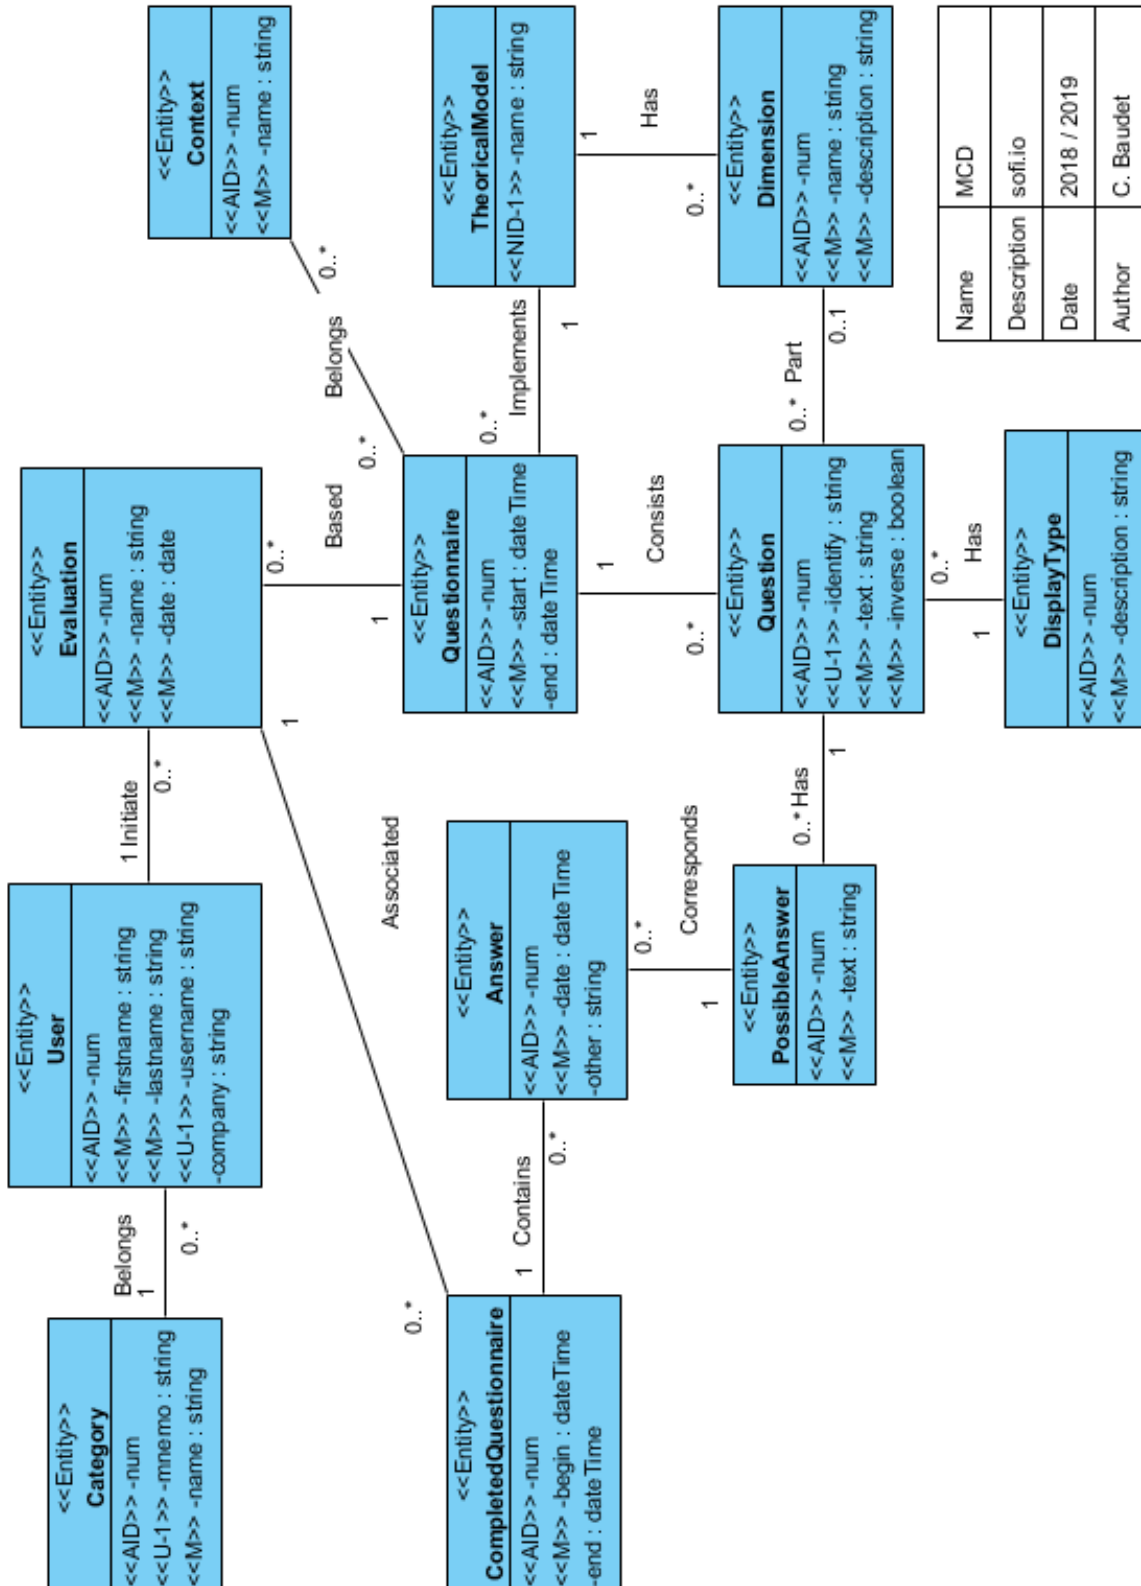 <<Entity>>
Category
<<AID>> -num
<<U-1>> -mnemo : string
<<M>> -name : string
Belongs
1
0..*
<<Entity>>
User
<<AID>> -num
<<M>> -firstname : string
<<M>> -lastname : string
<<U-1>> -username : string
-company : string
1 Initiate
0..*
<<Entity>>
Evaluation
<<AID>> -num
<<M>> -name : string
<<M>> -date : date
1
0..*
Based
1
<<Entity>>
Context
<<AID>> -num
<<M>> -name : string
0..*
Belongs
0..*
Associated
0..*
<<Entity>>
CompletedQuestionnaire
<<AID>> -num
<<M>> -begin : dateTime
-end : dateTime
1 Contains
0..*
<<Entity>>
Answer
<<AID>> -num
<<M>> -date : dateTime
-other : string
0..*
Corresponds
1
<<Entity>>
Questionnaire
<<AID>> -num
<<M>> -start : dateTime
-end : dateTime
0..*
Implements
1
<<Entity>>
TheoricalModel
<<NID-1>> -name : string
1
Has
0..*
1
Consists
0..*
<<Entity>>
PossibleAnswer
<<AID>> -num
<<M>> -text : string
0..* Has
1
<<Entity>>
Question
<<AID>> -num
<<U-1>> -identify : string
<<M>> -text : string
<<M>> -inverse : boolean
0..* Part
0..1
<<Entity>>
Dimension
<<AID>> -num
<<M>> -name : string
<<M>> -description : string
0..*
Has
1
<<Entity>>
DisplayType
<<AID>> -num
<<M>> -description : string
Name MCD
Description sofi.io
Date 2018 / 2019
Author C. Baudet